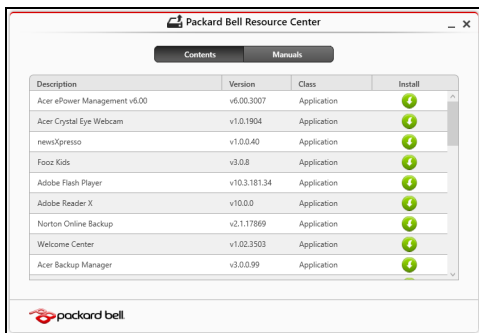 Packard Bell Resource Center
Contents Manuals
Description Version Class Install
Acer ePower Management v6.00 v6.00.3007 Application
Acer Crystal Eye Webcam v1.0.1904 Application
newsXpresso v1.0.0.40 Application
Fooz Kids v3.0.8 Application
Adobe Flash Player v10.3.181.34 Application
Adobe Reader X v10.0.0 Application
Norton Online Backup v2.1.17869 Application
Welcome Center v1.02.3503 Application
Acer Backup Manager v3.0.0.99 Application
packard bell